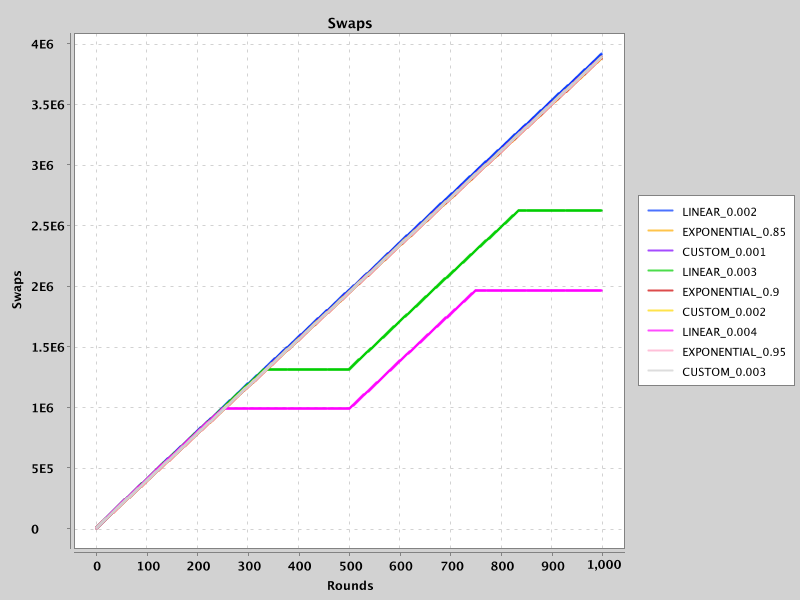 Swaps
4E6
3.5E6
3E6
2.5E6
2E6
1.5E6
1E6
5E5
0
Swaps
0 100 200 300 400 500 600 700 800 900 1,000
Rounds
LINEAR_0.002
EXPONENTIAL_0.85
CUSTOM_0.001
LINEAR_0.003
EXPONENTIAL_0.9
CUSTOM_0.002
LINEAR_0.004
EXPONENTIAL_0.95
CUSTOM_0.003